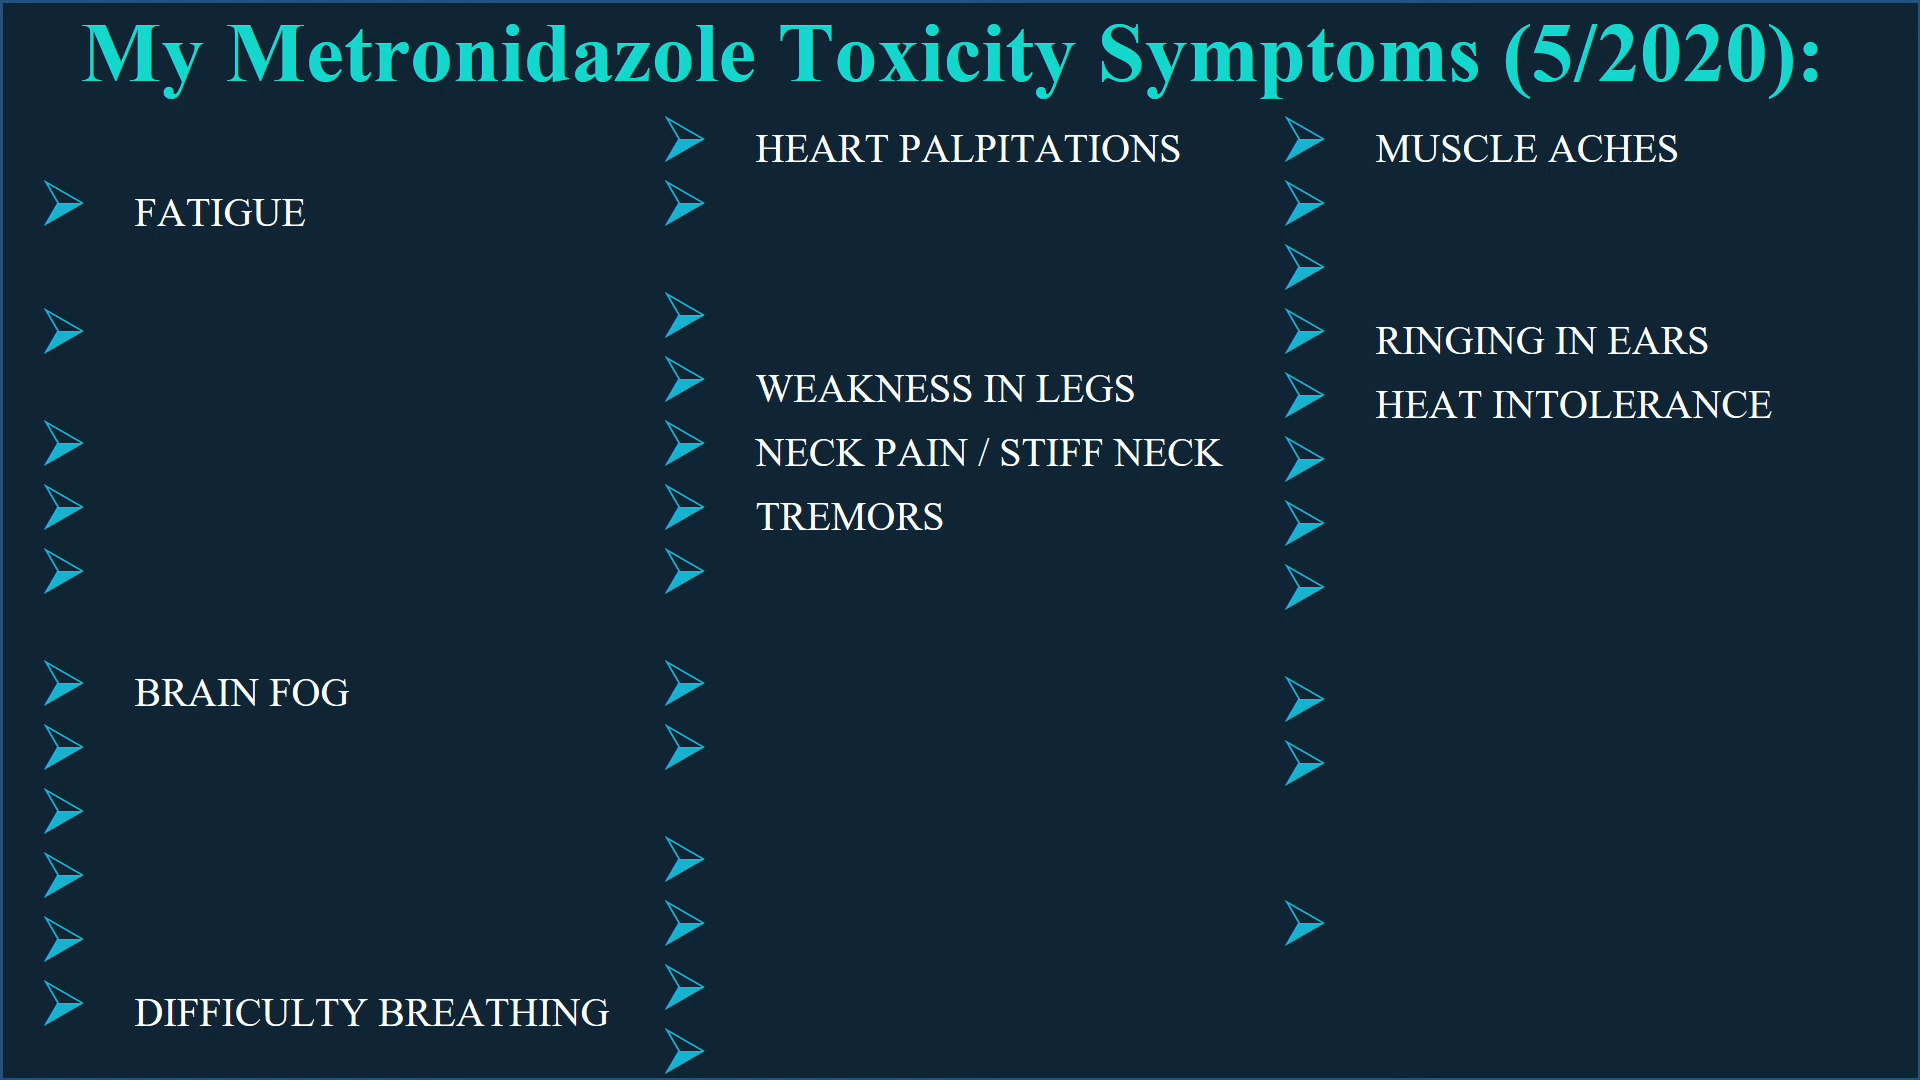 My Metronidazole Toxicity Symptoms (5/2020):
FATIGUE
BRAIN FOG
DIFFICULTY BREATHING
HEART PALPITATIONS
WEAKNESS IN LEGS
NECK PAIN / STIFF NECK
TREMORS
MUSCLE ACHES
RINGING IN EARS
HEAT INTOLERANCE